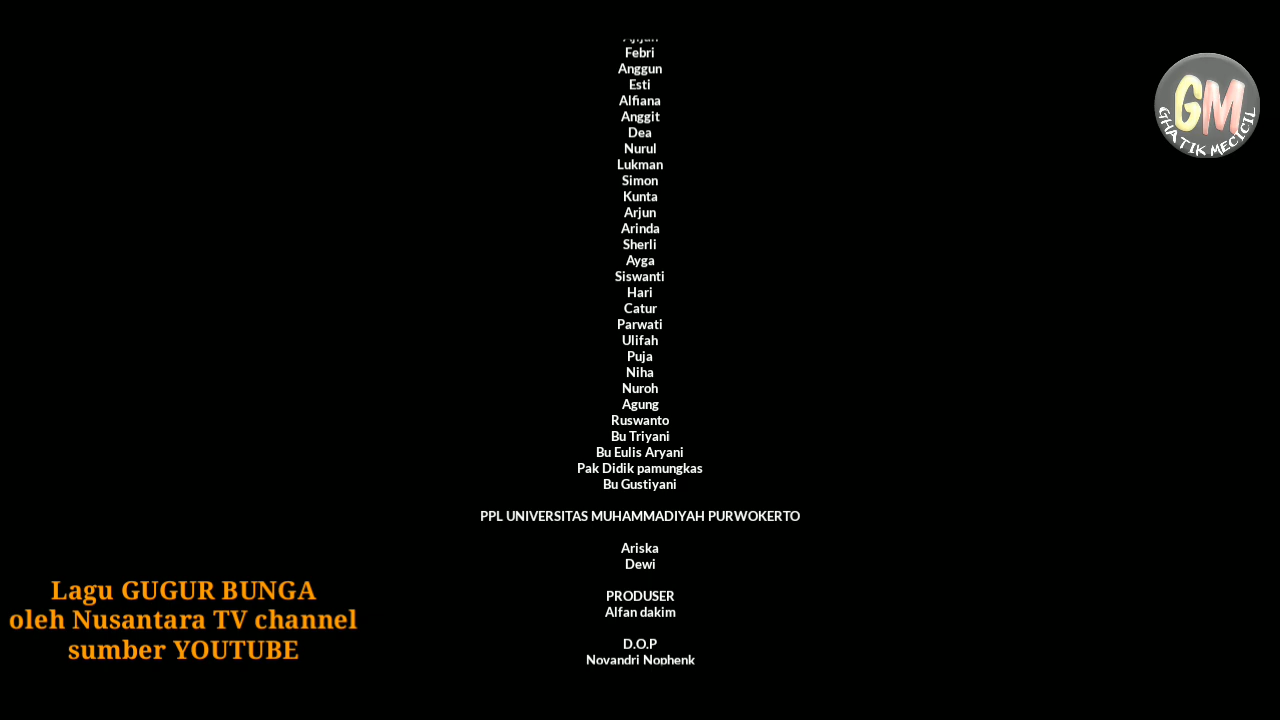 Febri
Anggun
Esti
Alfiana
Anggit
Dea
Nurul
Lukman
Simon
Kunta
Arjun
Arinda
Sherli
Ayga
Siswanti
Hari
Catur
Parwati
Ulifah
Puja
Niha
Nuroh
Agung
Ruswanto
Bu Triyani
Bu Eulis Aryani
Pak Didik pamungkas
Bu Gustiyani
PPL UNIVERSITAS MUHAMMADIYAH PURWOKERTO
Ariska
Dewi
PRODUSER
Alfan dakim
D.O.P
Novandri Nophenk
Lagu GUGUR BUNGA
oleh Nusantara TV channel
sumber YOUTUBE
GM
GHATIK MECICIL